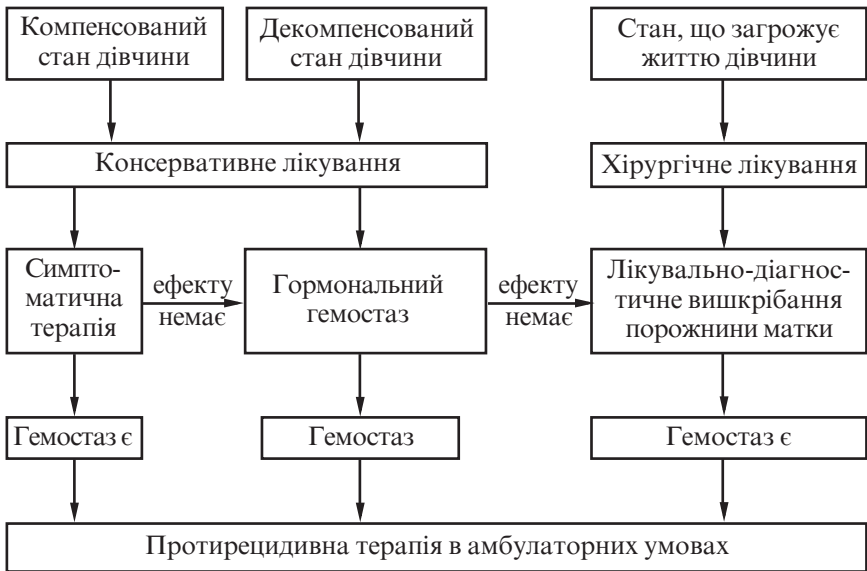 Компенсований
стан дівчини
Декомпенсований
стан дівчини
Стан, що загрожує
життю дівчини
Консервативне лікування
Хірургічне лікування
Симпто-
матична
терапія
ефекту
немає
Гормональний
гемостаз
ефекту
немає
Лікувально-діагнос-
тичне вишкрібання
порожнини матки
Гемостаз є
Гемостаз
Гемостаз є
Протирецидивна терапія в амбулаторних умовах